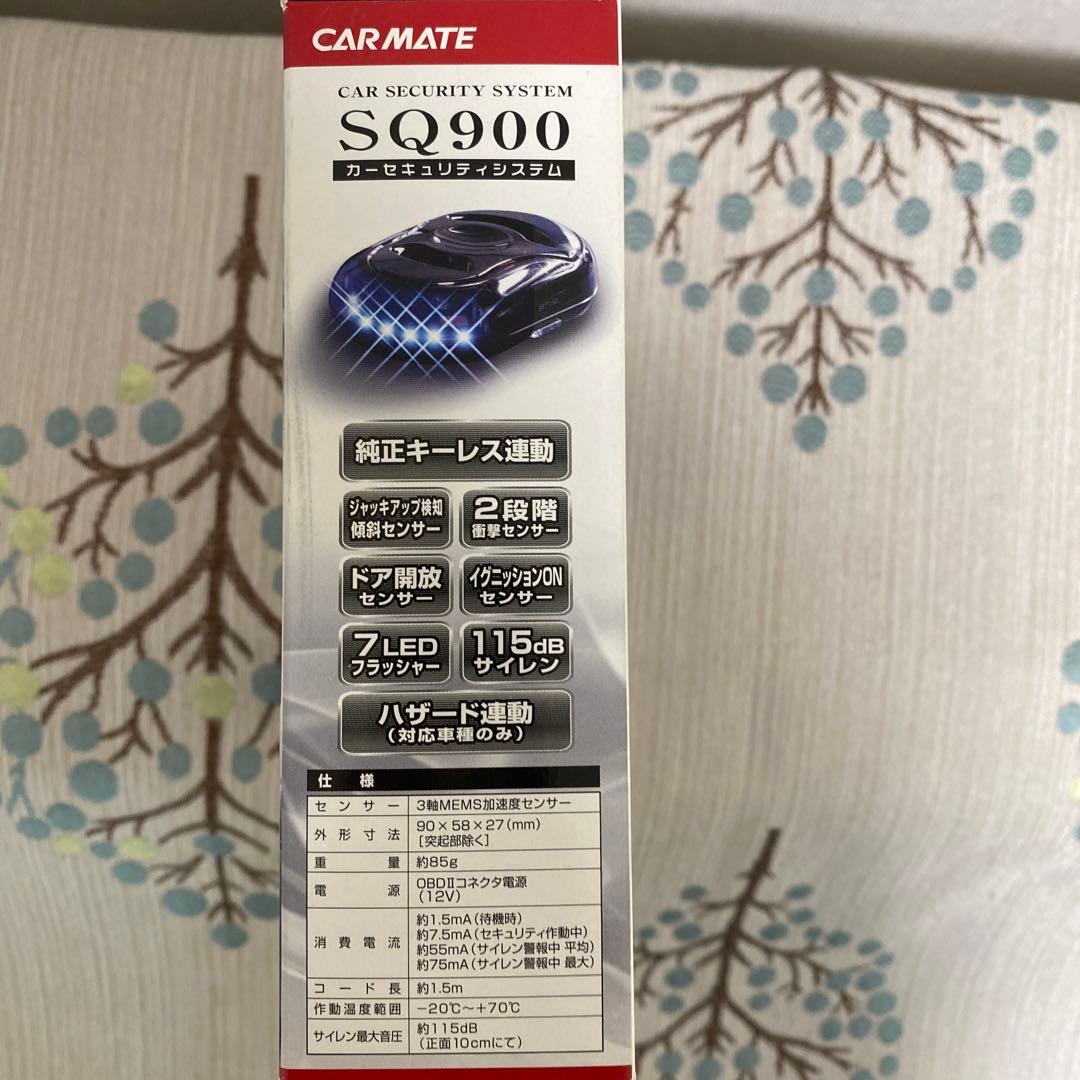 CARMATE
CAR SECURITY SYSTEM
SQ900
カーセキュリティシステム
純正キーレス連動
ジャッキアップ検知
傾斜センサー
2段階
衝撃センサー
ドア開放
センサー
イグニッションON
センサー
7LED
フラッシャー
115dB
サイレン
ハザード連動
(対応車種のみ)
仕様
センサー 3軸MEMS加速度センサー
外形寸法 90×58×27(mm)
[突起部除く]
重量 約85g
電源 OBDⅡコネクタ電源
(12V)
消費電流 約1.5mA(待機時)
約7.5mA(セキュリティ作動中)
約55mA(サイレン警報中 平均)
約75mA(サイレン警報中 最大)
コード長 約1.5m
作動温度範囲 −20℃〜+70℃
サイレン最大音圧 約115dB
(正面10cmにて)